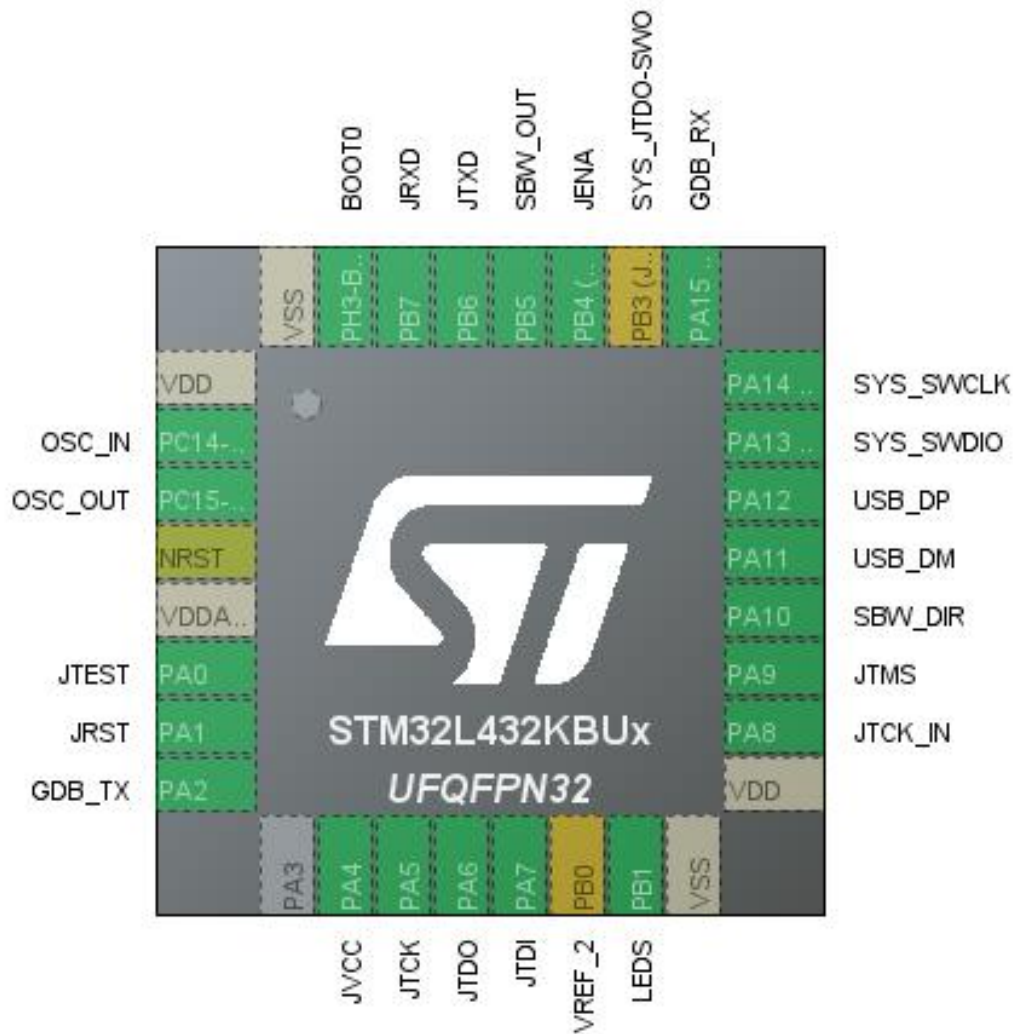 BOOT0
JRXD
JTXD
SBW_OUT
JENA
SYS_JTDO-SWO
GDB_RX
VSS
PH3-B..
PB7
PB6
PB5
PB4 (..
PB3 (J..
PA15 ..
VDD
OSC_IN PC14-..
OSC_OUT PC15-..
NRST
VDDA..
JTEST PA0
JRST PA1
GDB_TX PA2
PA14 .. SYS_SWCLK
PA13 .. SYS_SWDIO
PA12 USB_DP
PA11 USB_DM
PA10 SBW_DIR
PA9 JTMS
PA8 JTCK_IN
VDD
ST
STM32L432KBUx
UFQFPN32
PA3
PA4
PA5
PA6
PA7
PB0
PB1
VSS
JVCC
JTCK
JTDO
JTDI
VREF_2
LEDS